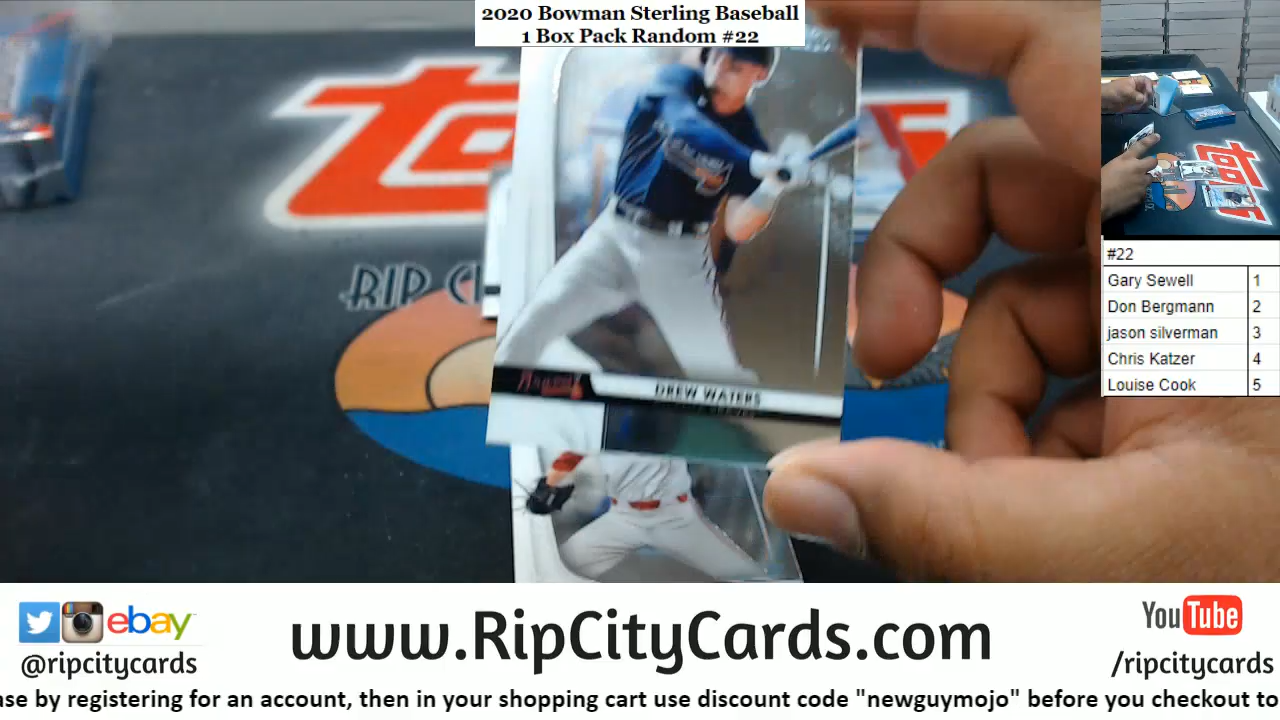 2020 Bowman Sterling Baseball
1 Box Pack Random #22
RIP C
Braves
DREW WATERS
#22
Gary Sewell 1
Don Bergmann 2
jason silverman 3
Chris Katzer 4
Louise Cook 5
ebay
www.RipCityCards.com
YouTube
@ripcitycards
/ripcitycards
ase by registering for an account, then in your shopping cart use discount code "newguymojo" before you checkout to